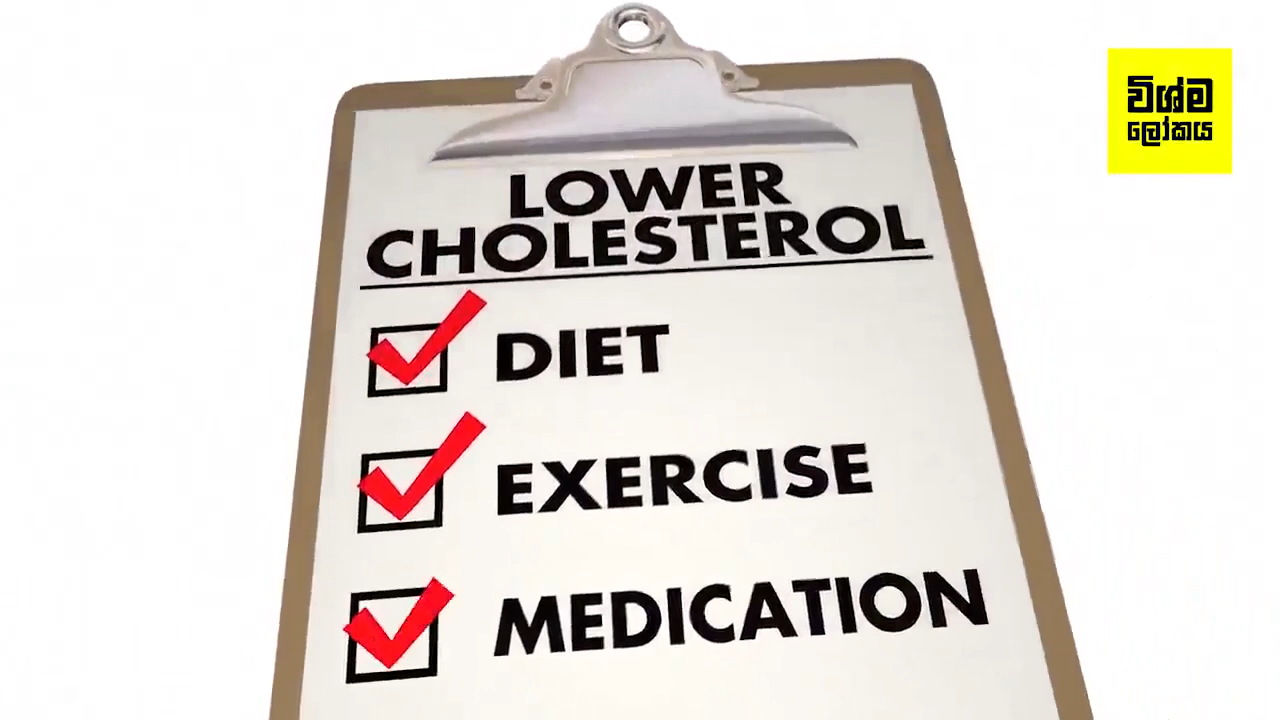 LOWER
CHOLESTEROL
DIET
EXERCISE
MEDICATION
විශ්ම
ලෝකය